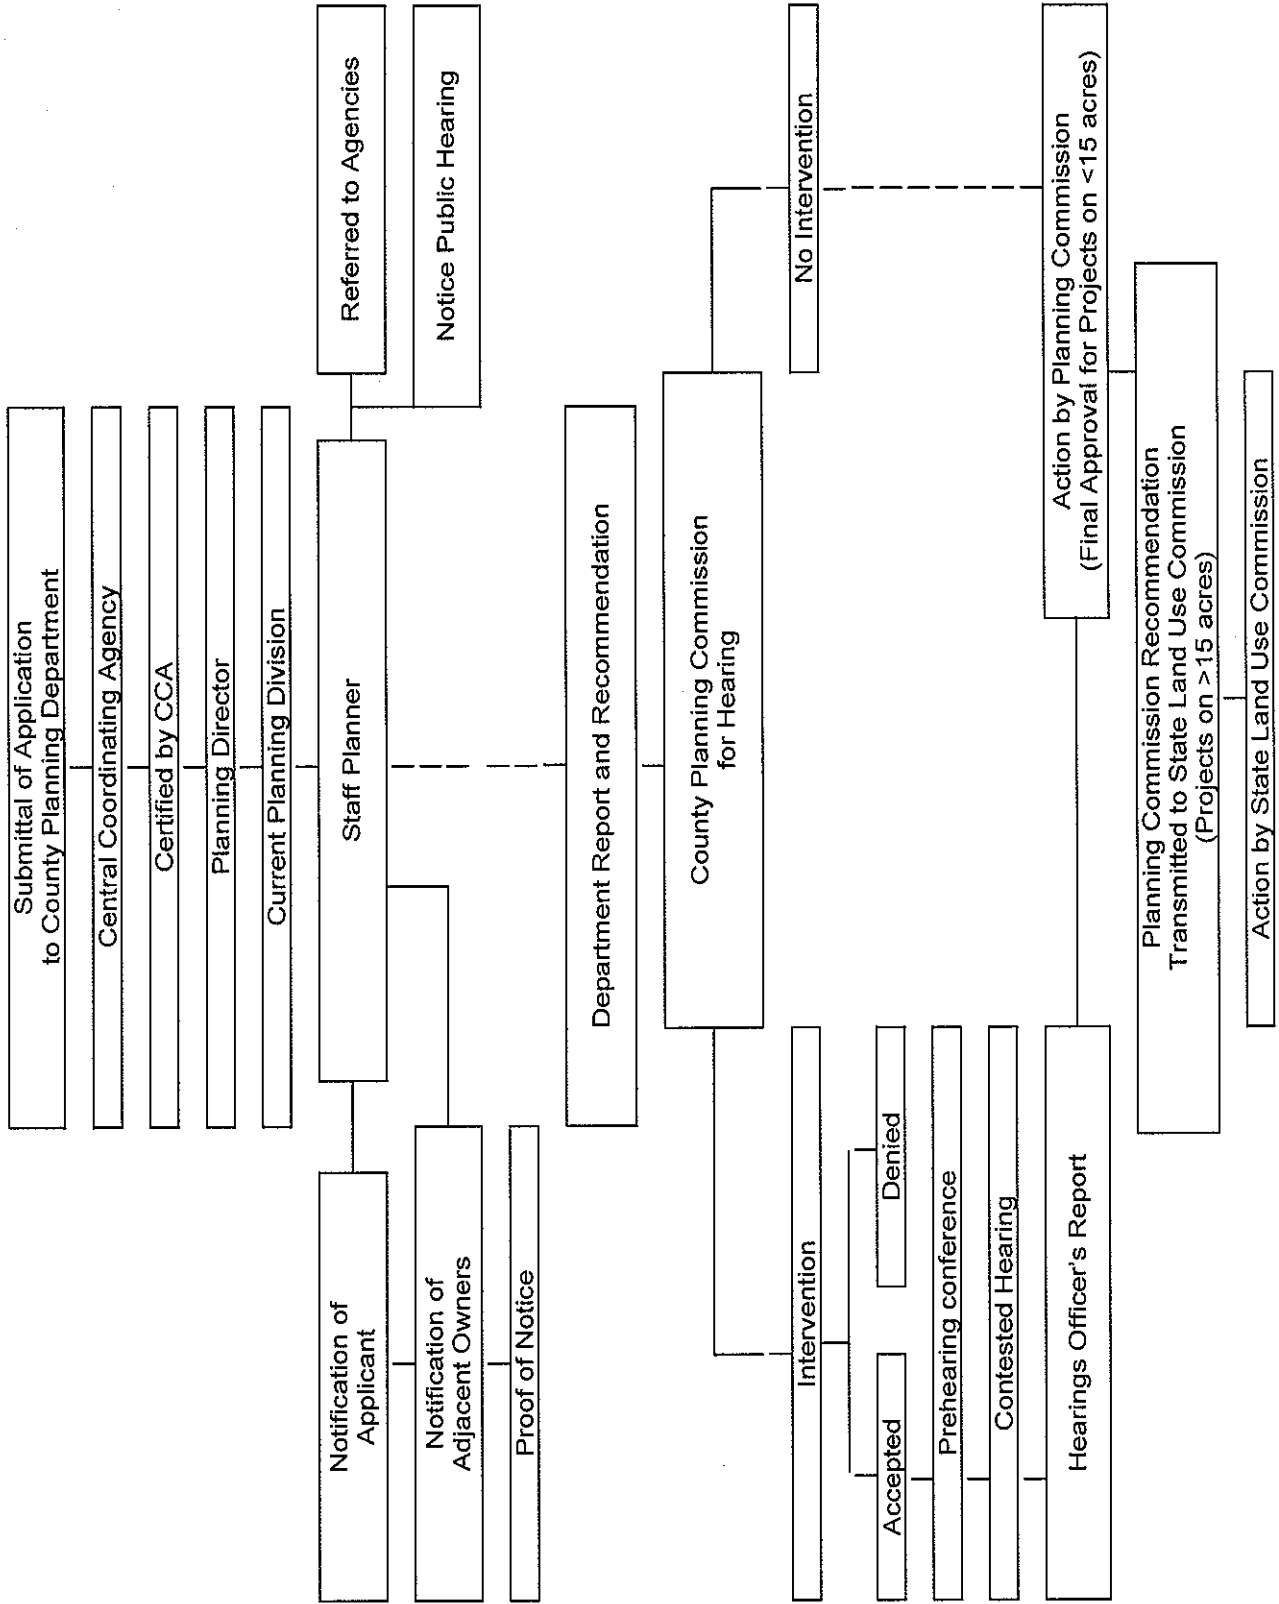 Submittal of Application
to County Planning Department
Central Coordinating Agency
Certified by CCA
Planning Director
Current Planning Division
Notification of
Applicant
Staff Planner
Referred to Agencies
Notification of
Adjacent Owners
Notice Public Hearing
Proof of Notice
Department Report and Recommendation
County Planning Commission
for Hearing
Intervention
No Intervention
Accepted
Denied
Prehearing conference
Contested Hearing
Hearings Officer's Report
Action by Planning Commission
(Final Approval for Projects on <15 acres)
Planning Commission Recommendation
Transmitted to State Land Use Commission
(Projects on >15 acres)
Action by State Land Use Commission